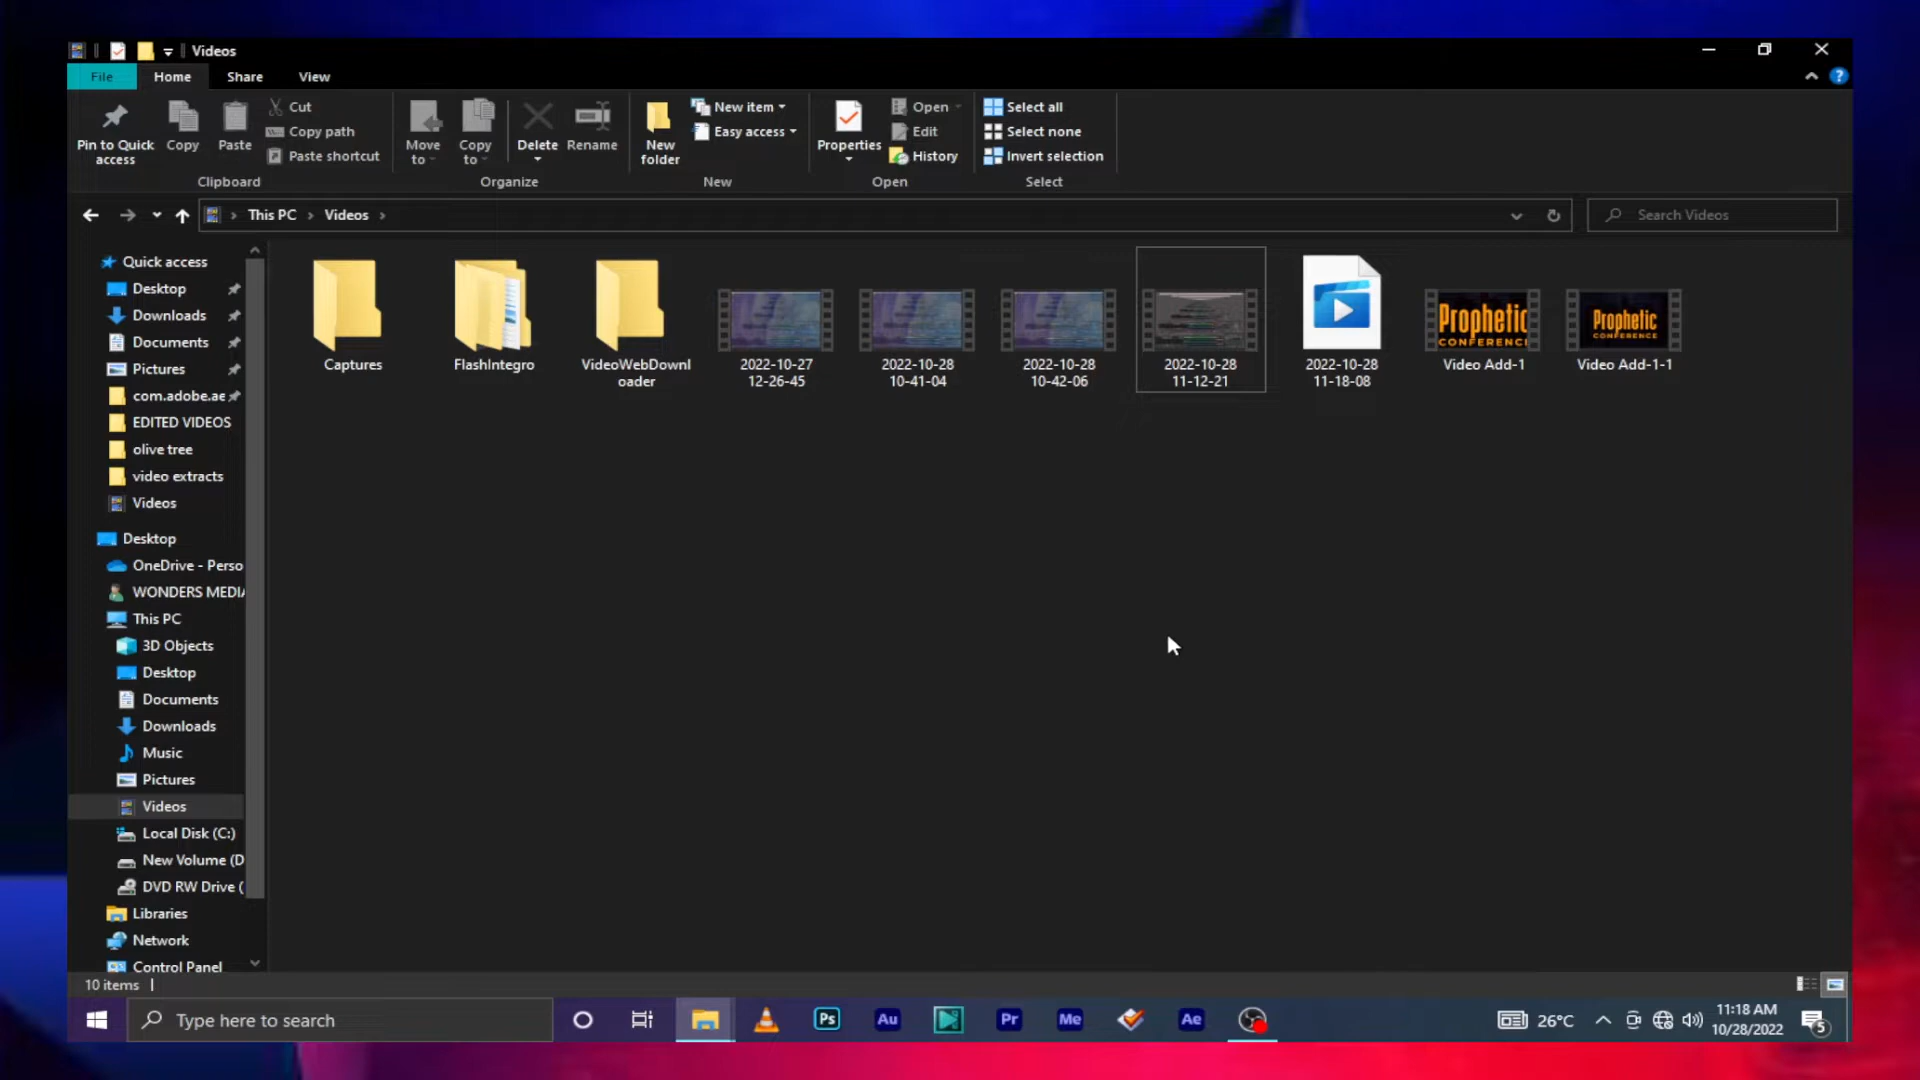 Videos
File Home Share View
Pin to Quick access
Copy
Paste
Cut
Copy path
Paste shortcut
Clipboard
Move to
Copy to
Delete
Rename
Organize
New folder
New item
Easy access
New
Properties
Open
Edit
History
Open
Select all
Select none
Invert selection
Select
This PC > Videos >
Search Videos
Quick access
Desktop
Downloads
Documents
Pictures
com.adobe.ae
EDITED VIDEOS
olive tree
video extracts
Videos
Desktop
OneDrive - Perso
WONDERS MEDIA
This PC
3D Objects
Desktop
Documents
Downloads
Music
Pictures
Videos
Local Disk (C:)
New Volume (D
DVD RW Drive (
Libraries
Network
Control Panel
Captures
FlashIntegro
VideoWebDownl
oader
2022-10-27
12-26-45
2022-10-28
10-41-04
2022-10-28
10-42-06
2022-10-28
11-12-21
2022-10-28
11-18-08
Prophetic
CONFERENCE
Video Add-1
Prophetic
CONFERENCE
Video Add-1-1
10 items
Type here to search
Ps
Au
Pr
Me
Ae
26°C
11:18 AM
10/28/2022
5